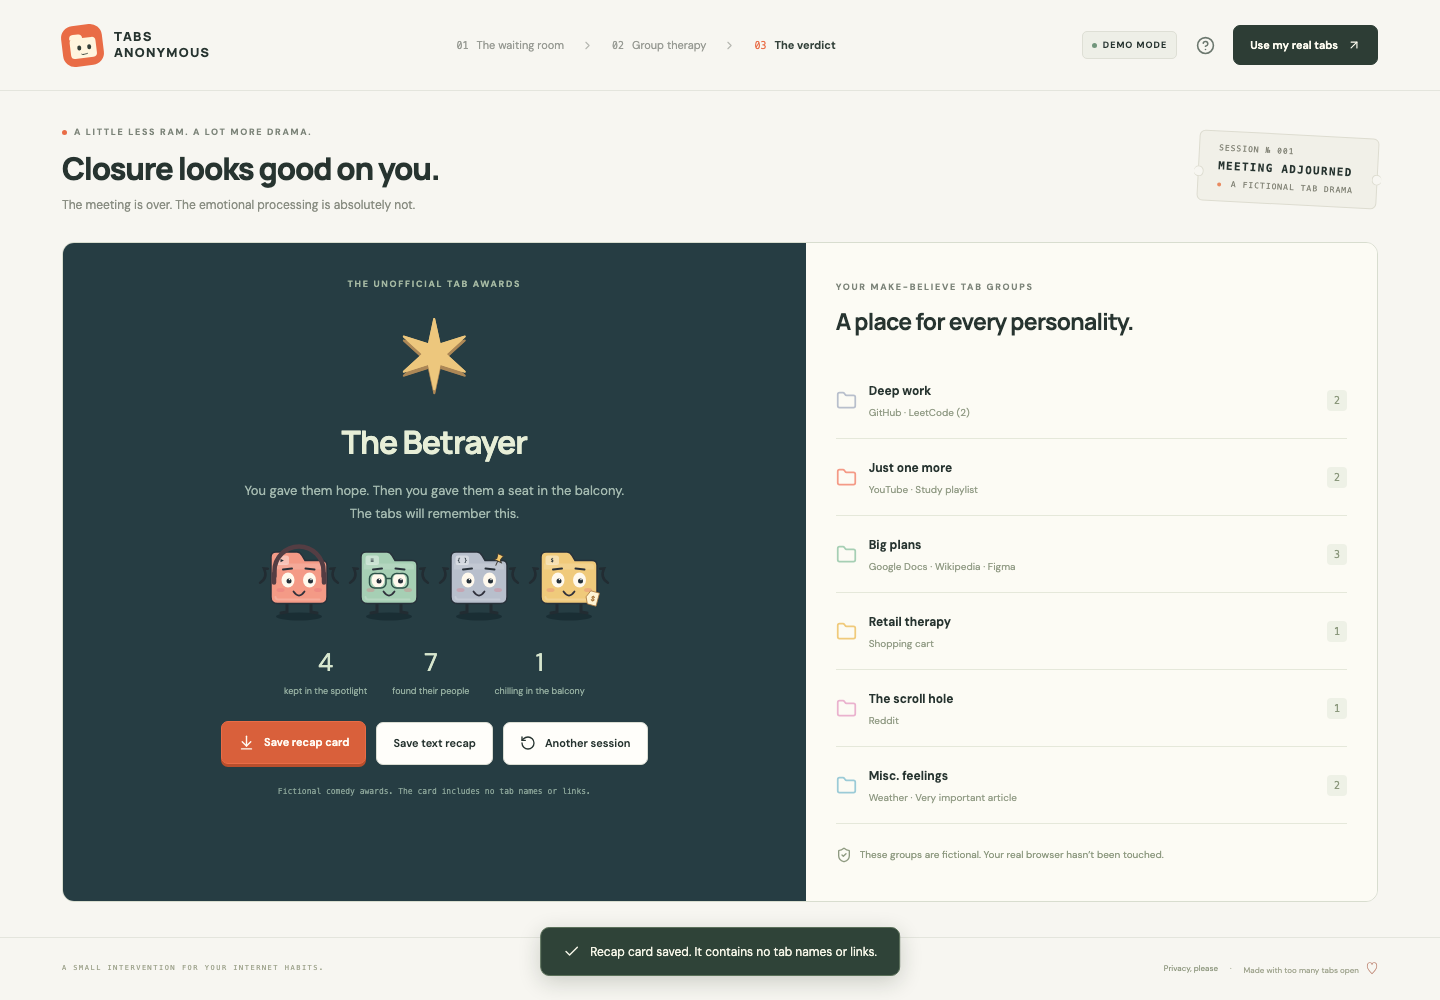 TABS
ANONYMOUS
01 The waiting room
02 Group therapy
03 The verdict
DEMO MODE
Use my real tabs
A LITTLE LESS RAM. A LOT MORE DRAMA.
Closure looks good on you.
The meeting is over. The emotional processing is absolutely not.
SESSION № 001
MEETING ADJOURNED
A FICTIONAL TAB DRAMA
THE UNOFFICIAL TAB AWARDS
The Betrayer
You gave them hope. Then you gave them a seat in the balcony.
The tabs will remember this.
{ }
$
$
4
kept in the spotlight
7
found their people
1
chilling in the balcony
Save recap card
Save text recap
Another session
Fictional comedy awards. The card includes no tab names or links.
YOUR MAKE-BELIEVE TAB GROUPS
A place for every personality.
Deep work
GitHub · LeetCode (2)
2
Just one more
YouTube · Study playlist
2
Big plans
Google Docs · Wikipedia · Figma
3
Retail therapy
Shopping cart
1
The scroll hole
Reddit
1
Misc. feelings
Weather · Very important article
2
These groups are fictional. Your real browser hasn't been touched.
Recap card saved. It contains no tab names or links.
A SMALL INTERVENTION FOR YOUR INTERNET HABITS.
Privacy, please · Made with too many tabs open